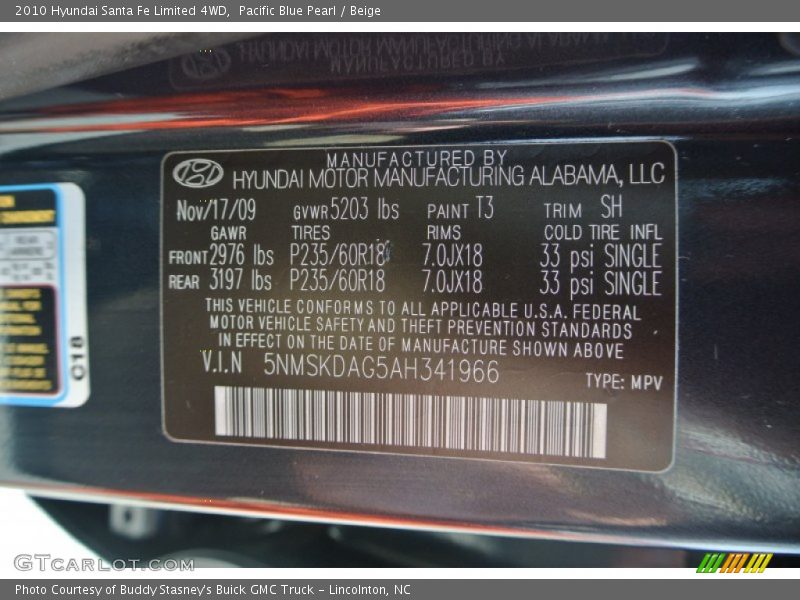 2010 Hyundai Santa Fe Limited 4WD,  Pacific Blue Pearl / Beige
MANUFACTURED BY
HYUNDAI MOTOR MANUFACTURING ALABAMA, LLC
Nov/17/09 GVWR 5203 lbs PAINT T3 TRIM SH
GAWR TIRES RIMS COLD TIRE INFL
FRONT 2976 lbs P235/60R18 7.0JX18 33 psi SINGLE
REAR 3197 lbs P235/60R18 7.0JX18 33 psi SINGLE
THIS VEHICLE CONFORMS TO ALL APPLICABLE U.S.A. FEDERAL
MOTOR VEHICLE SAFETY AND THEFT PREVENTION STANDARDS
IN EFFECT ON THE DATE OF MANUFACTURE SHOWN ABOVE
V.I.N 5NMSKDAG5AH341966
TYPE: MPV
C18
GTCarLot.com
Photo Courtesy of Buddy Stasney's Buick GMC Truck - Lincolnton, NC